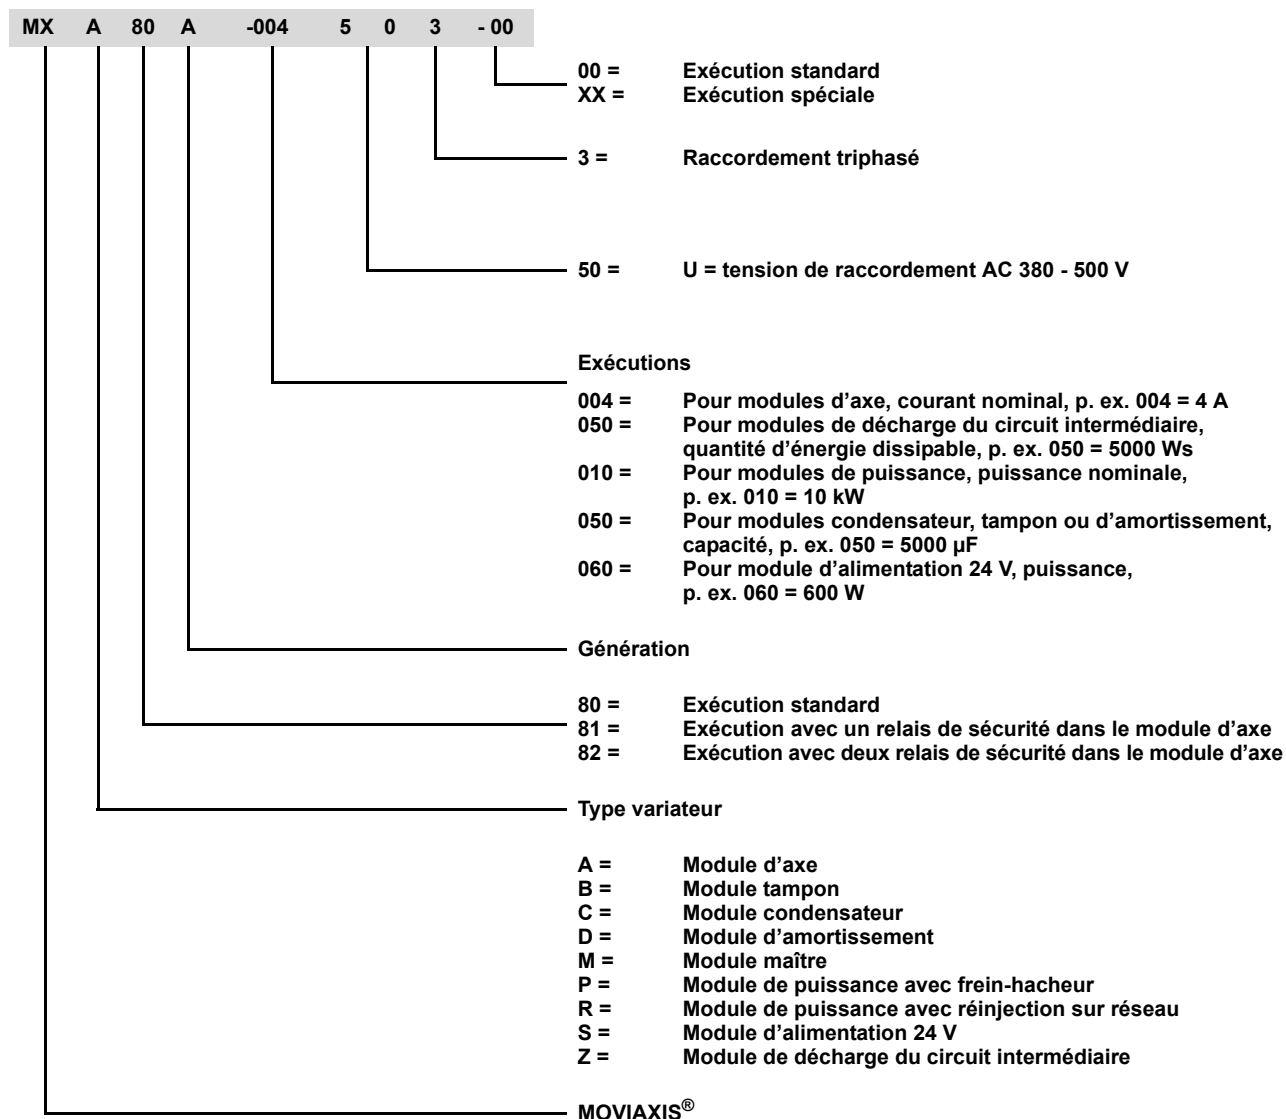 MX A 80 A -004 5 0 3 - 00
00 = Exécution standard
XX = Exécution spéciale
3 = Raccordement triphasé
50 = U = tension de raccordement AC 380 - 500 V
Exécutions
004 = Pour modules d’axe, courant nominal, p. ex. 004 = 4 A
050 = Pour modules de décharge du circuit intermédiaire,
quantité d’énergie dissipable, p. ex. 050 = 5000 Ws
010 = Pour modules de puissance, puissance nominale,
p. ex. 010 = 10 kW
050 = Pour modules condensateur, tampon ou d’amortissement,
capacité, p. ex. 050 = 5000 µF
060 = Pour module d’alimentation 24 V, puissance,
p. ex. 060 = 600 W
Génération
80 = Exécution standard
81 = Exécution avec un relais de sécurité dans le module d’axe
82 = Exécution avec deux relais de sécurité dans le module d’axe
Type variateur
A = Module d’axe
B = Module tampon
C = Module condensateur
D = Module d’amortissement
M = Module maître
P = Module de puissance avec frein-hacheur
R = Module de puissance avec réinjection sur réseau
S = Module d’alimentation 24 V
Z = Module de décharge du circuit intermédiaire
MOVIAXIS®